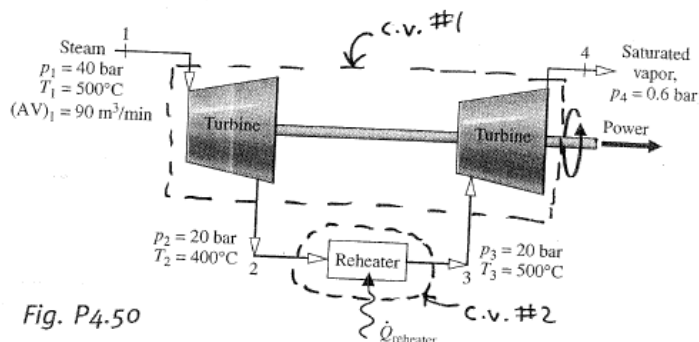 c.v. #1
1
Steam
p₁ = 40 bar
T₁ = 500°C
(AV)₁ = 90 m³/min
Turbine
Turbine
4
Saturated
vapor,
p₄ = 0.6 bar
Power
p₂ = 20 bar
T₂ = 400°C
2
Reheater
3
p₃ = 20 bar
T₃ = 500°C
c.v. #2
Q̇reheater
Fig. P4.50